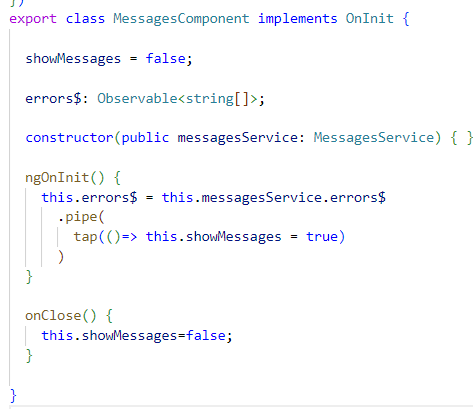 })
export class MessagesComponent implements OnInit {
showMessages = false;
errors$: Observable<string[]>;
constructor(public messagesService: MessagesService) { }
ngOnInit() {
this.errors$ = this.messagesService.errors$
.pipe(
tap(()=> this.showMessages = true)
)
}
onClose() {
this.showMessages=false;
}
}